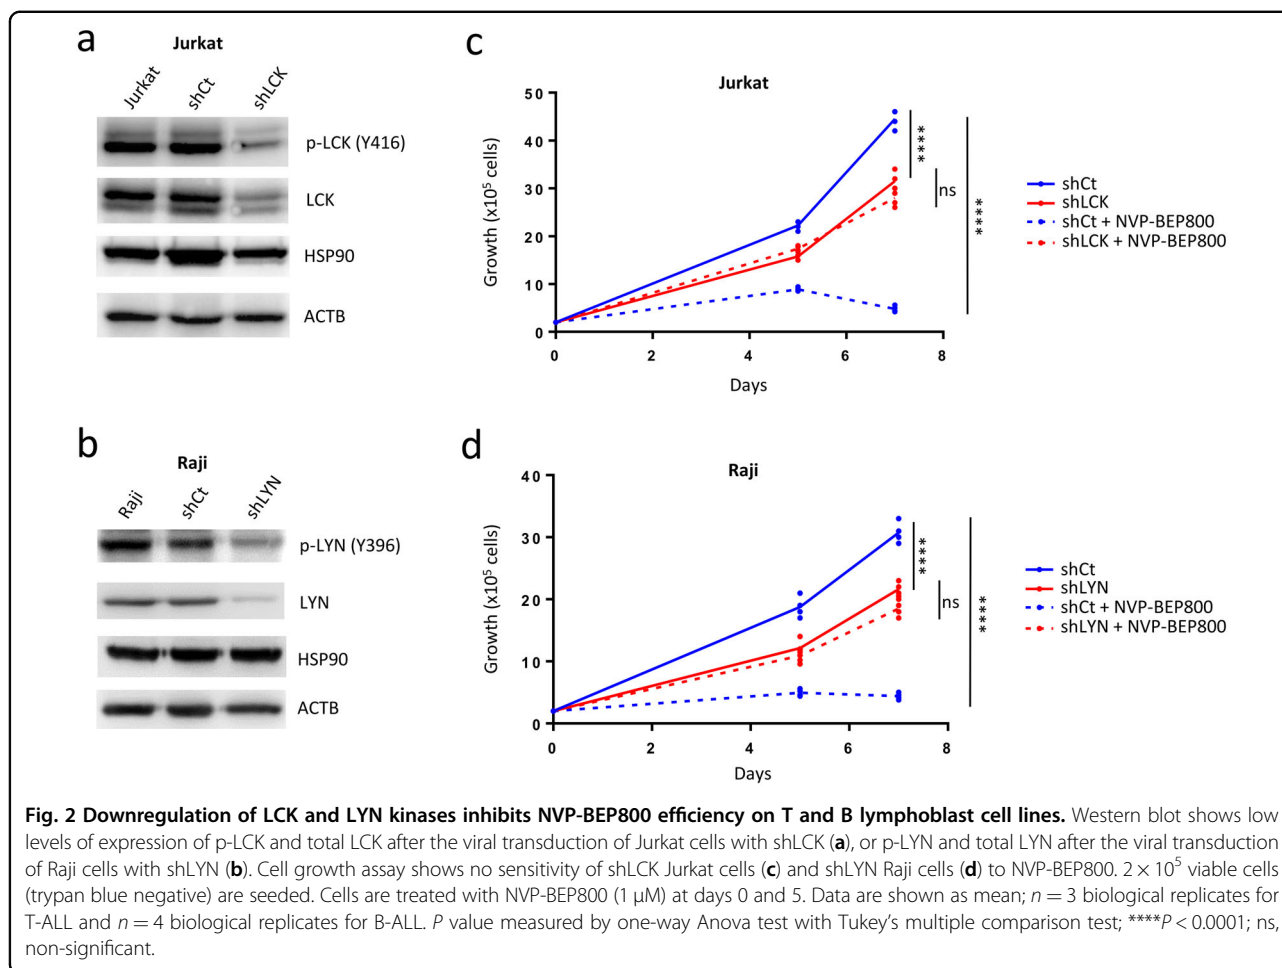 a
Jurkat
Jurkat
shCt
shLCK
p-LCK (Y416)
LCK
HSP90
ACTB
c
Jurkat
50
40
30
20
10
0
0
2
4
6
8
Growth (x10⁵ cells)
Days
****
ns
****
shCt
shLCK
shCt + NVP-BEP800
shLCK + NVP-BEP800
b
Raji
Raji
shCt
shLYN
p-LYN (Y396)
LYN
HSP90
ACTB
d
Raji
40
30
20
10
0
0
2
4
6
8
Growth (x10⁵ cells)
Days
****
ns
****
shCt
shLYN
shCt + NVP-BEP800
shLYN + NVP-BEP800
Fig. 2 Downregulation of LCK and LYN kinases inhibits NVP-BEP800 efficiency on T and B lymphoblast cell lines. Western blot shows low
levels of expression of p-LCK and total LCK after the viral transduction of Jurkat cells with shLCK (a), or p-LYN and total LYN after the viral transduction
of Raji cells with shLYN (b). Cell growth assay shows no sensitivity of shLCK Jurkat cells (c) and shLYN Raji cells (d) to NVP-BEP800. 2 × 10⁵ viable cells
(trypan blue negative) are seeded. Cells are treated with NVP-BEP800 (1 μM) at days 0 and 5. Data are shown as mean; n = 3 biological replicates for
T-ALL and n = 4 biological replicates for B-ALL. P value measured by one-way Anova test with Tukey's multiple comparison test; ****P < 0.0001; ns,
non-significant.